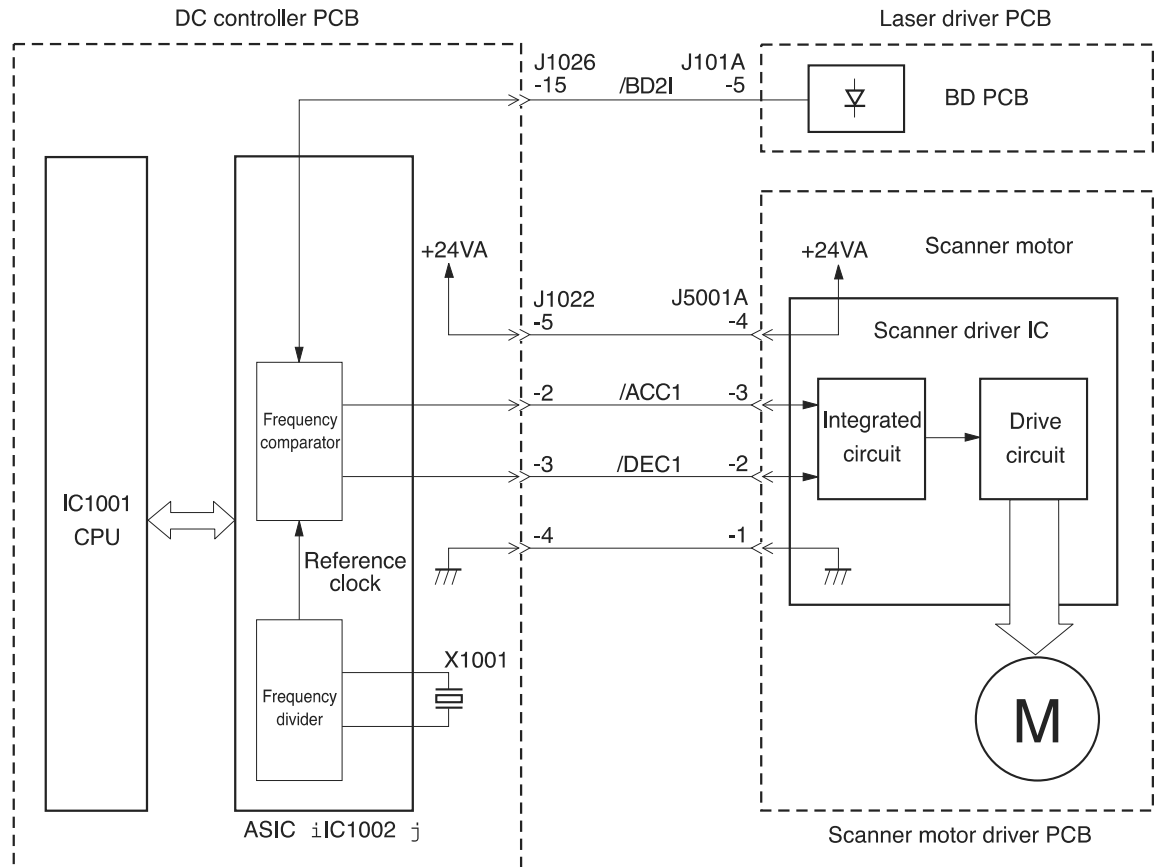 DC controller PCB
Laser driver PCB
J1026
J101A
-15
/BD2I
-5
BD PCB
+24VA
+24VA
Scanner motor
J1022
J5001A
-5
-4
Scanner driver IC
-2
/ACC1
-3
Frequency
comparator
Integrated
circuit
Drive
circuit
-3
/DEC1
-2
IC1001
CPU
-4
-1
Reference
clock
X1001
Frequency
divider
M
ASIC iIC1002 j
Scanner motor driver PCB